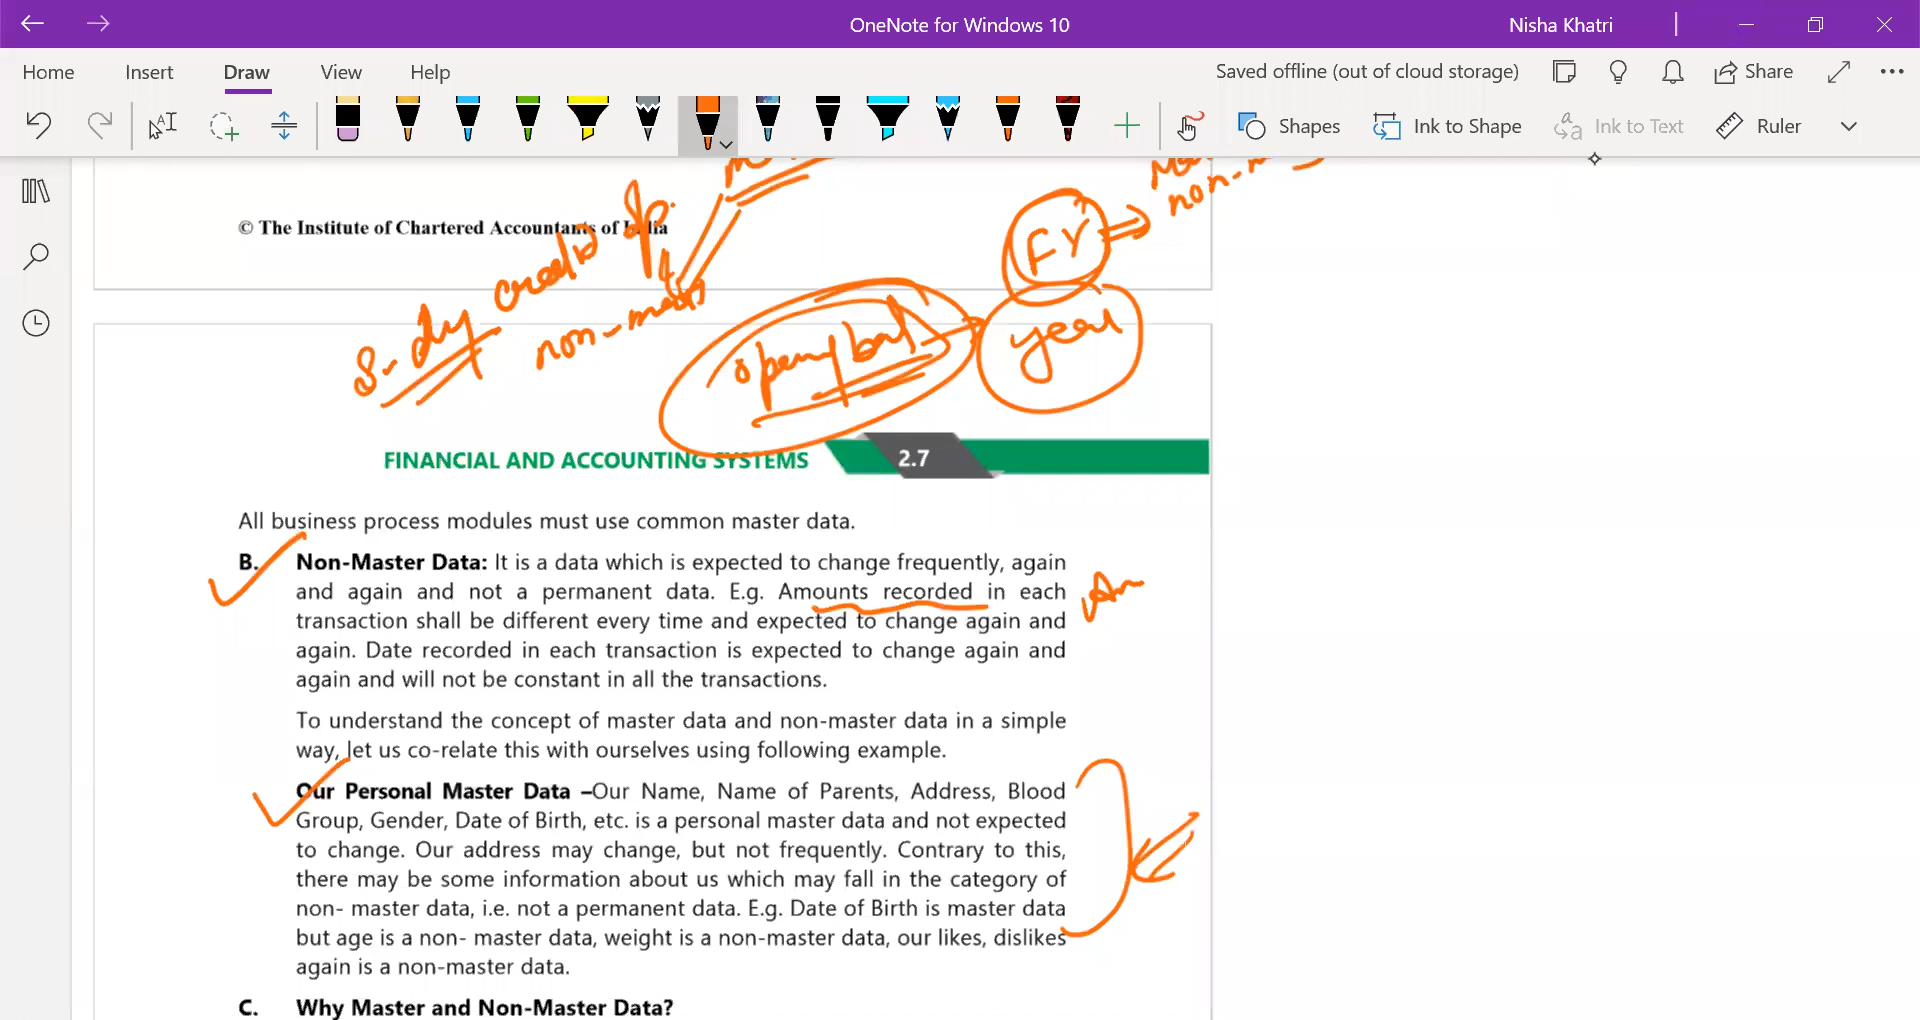 OneNote for Windows 10
Nisha Khatri
Home Insert Draw View Help
Saved offline (out of cloud storage)
Share
Shapes
Ink to Shape
Ink to Text
Ruler
non-m
© The Institute of Chartered Accountants of India
FY
year
non-mast
FINANCIAL AND ACCOUNTING SYSTEMS 2.7
All business process modules must use common master data.
B. Non-Master Data: It is a data which is expected to change frequently, again
and again and not a permanent data. E.g. Amounts recorded in each
transaction shall be different every time and expected to change again and
again. Date recorded in each transaction is expected to change again and
again and will not be constant in all the transactions.
To understand the concept of master data and non-master data in a simple
way, let us co-relate this with ourselves using following example.
Our Personal Master Data –Our Name, Name of Parents, Address, Blood
Group, Gender, Date of Birth, etc. is a personal master data and not expected
to change. Our address may change, but not frequently. Contrary to this,
there may be some information about us which may fall in the category of
non- master data, i.e. not a permanent data. E.g. Date of Birth is master data
but age is a non- master data, weight is a non-master data, our likes, dislikes
again is a non-master data.
C. Why Master and Non-Master Data?